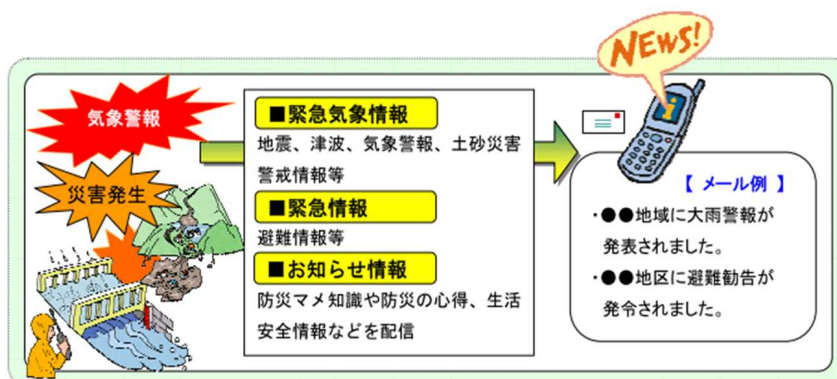 NEWS!
気象警報
災害発生
■緊急気象情報
地震、津波、気象警報、土砂災害
警戒情報等
■緊急情報
避難情報等
■お知らせ情報
防災マメ知識や防災の心得、生活
安全情報などを配信
i
【 メール例 】
・●●地域に大雨警報が
発表されました。
・●●地区に避難勧告が
発令されました。